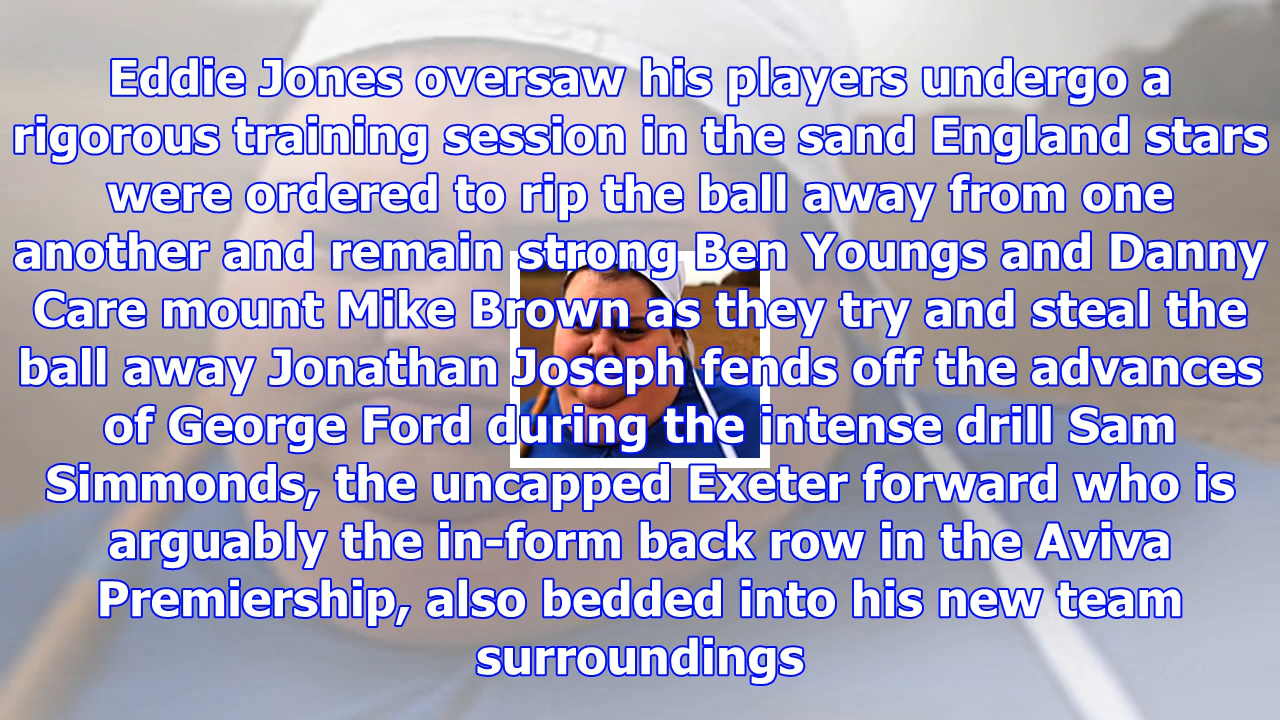 Eddie Jones oversaw his players undergo a
rigorous training session in the sand England stars
were ordered to rip the ball away from one
another and remain strong Ben Youngs and Danny
Care mount Mike Brown as they try and steal the
ball away Jonathan Joseph fends off the advances
of George Ford during the intense drill Sam
Simmonds, the uncapped Exeter forward who is
arguably the in-form back row in the Aviva
Premiership, also bedded into his new team
surroundings